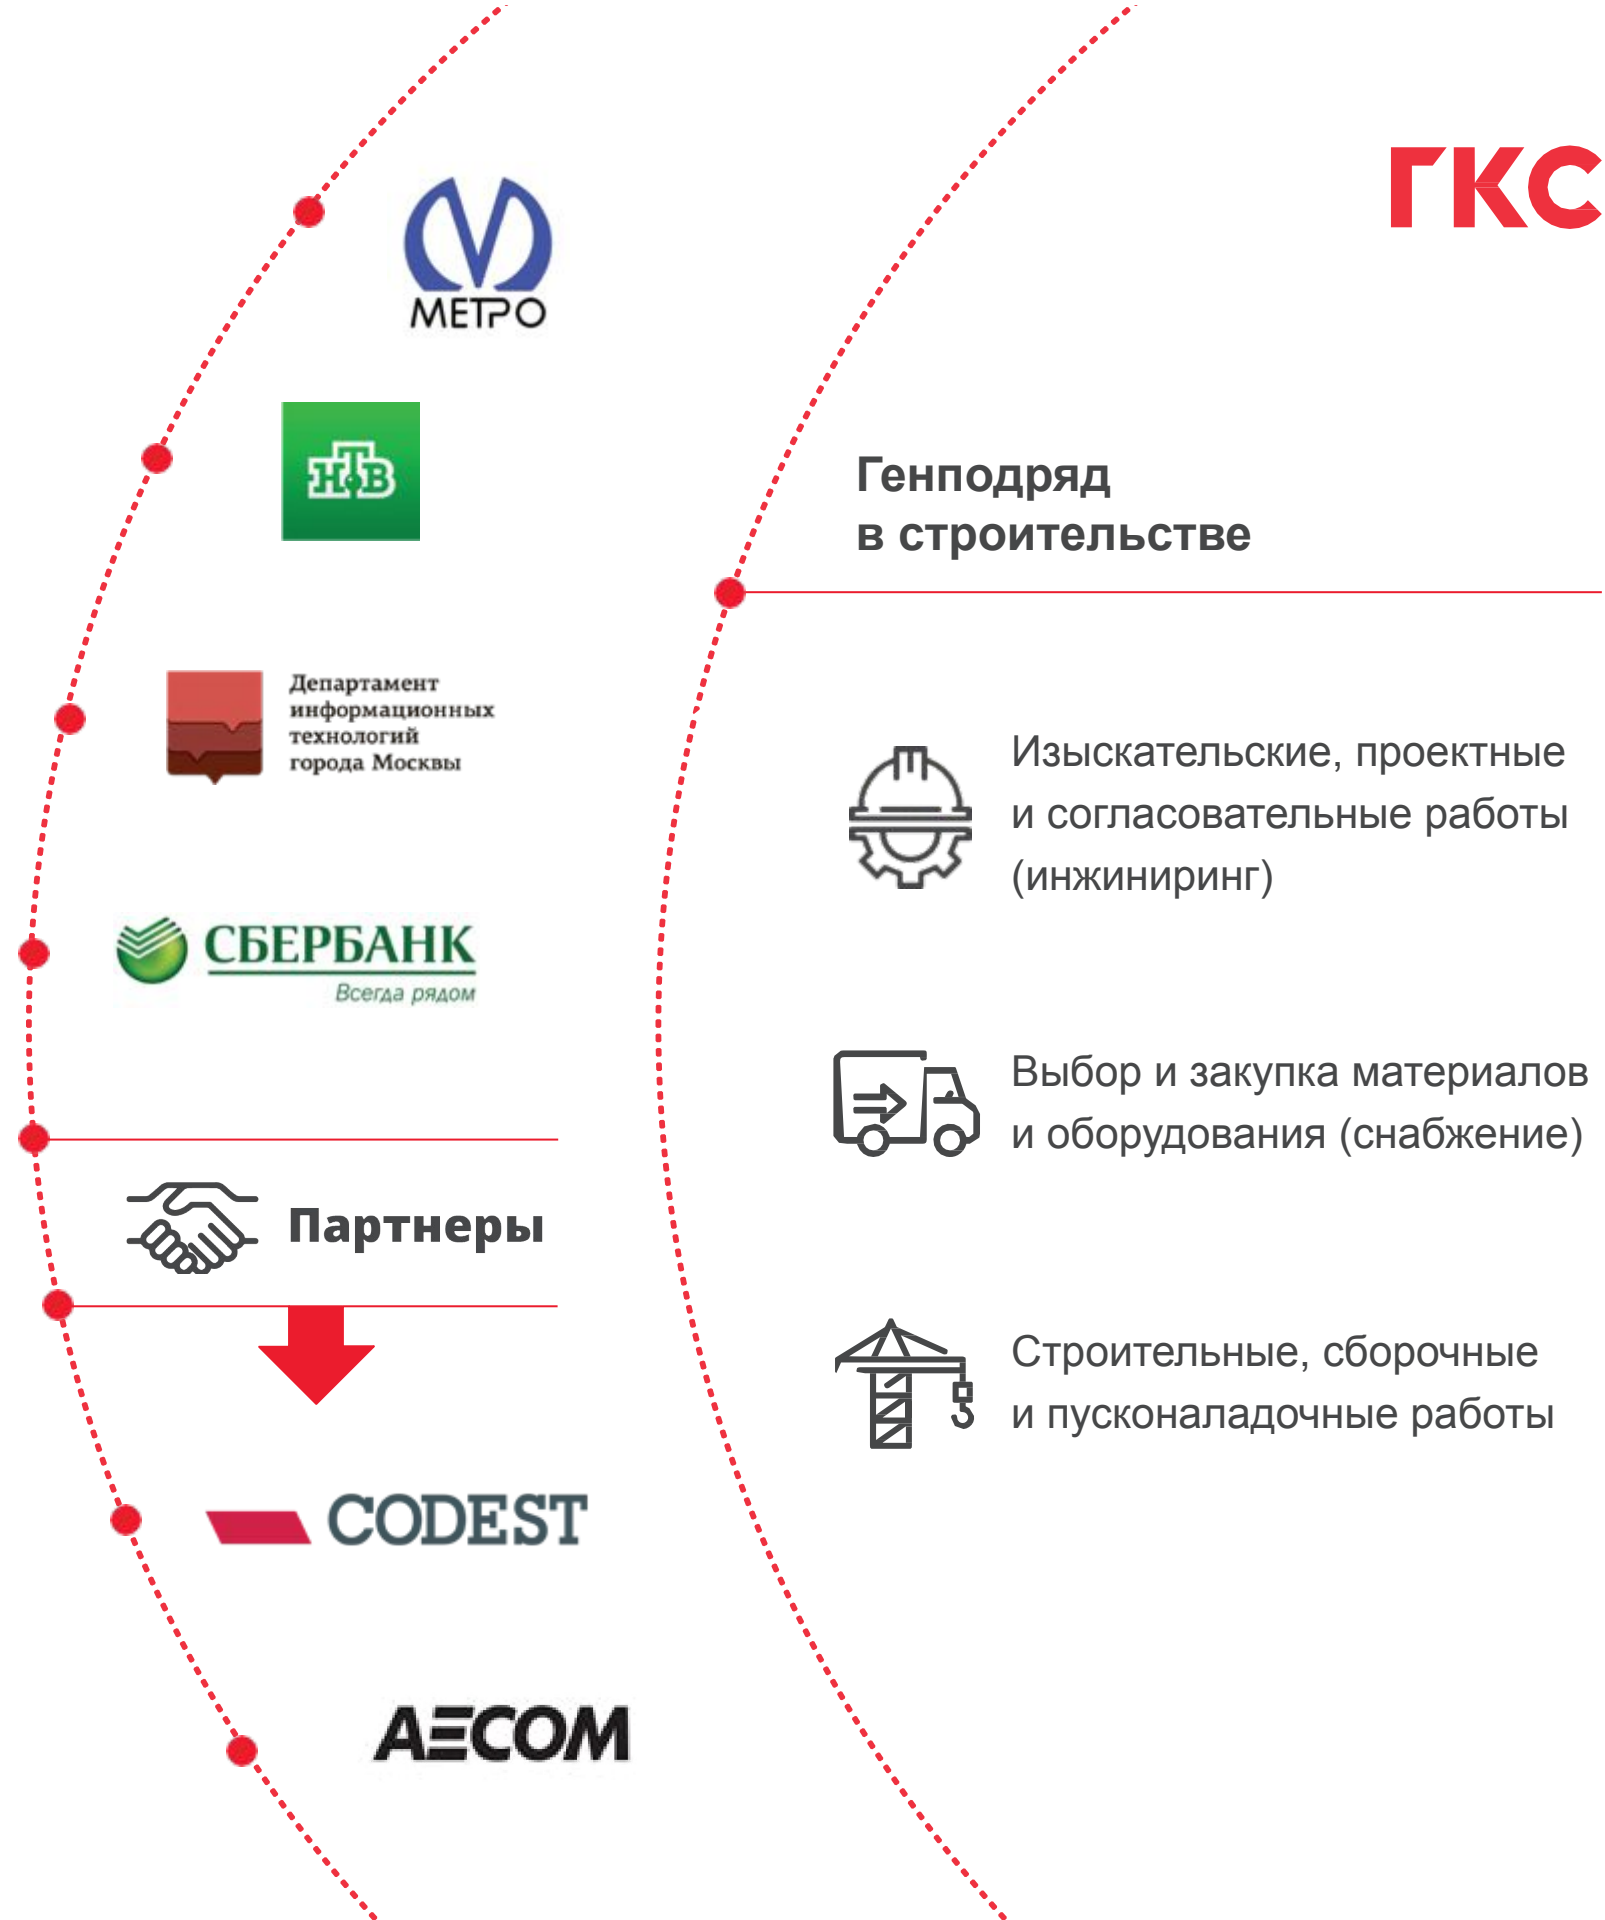 МЕТРО
НТВ
Департамент
информационных
технологий
города Москвы
СБЕРБАНК
Всегда рядом
Партнеры
CODEST
AECOM
ГКС
Генподряд
в строительстве
Изыскательские, проектные
и согласовательные работы
(инжиниринг)
Выбор и закупка материалов
и оборудования (снабжение)
Строительные, сборочные
и пусконаладочные работы